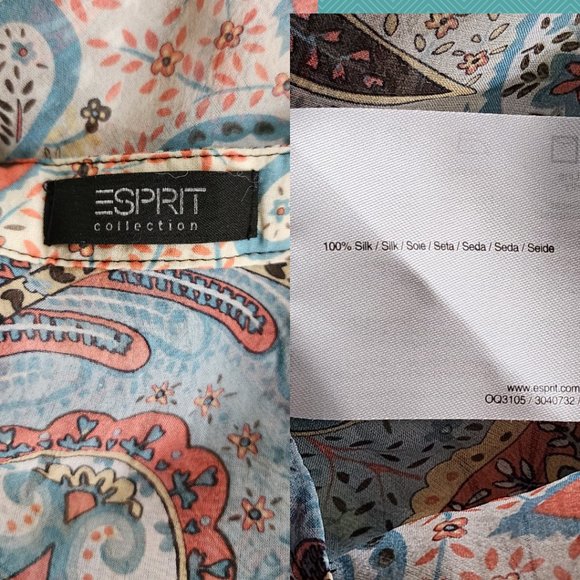 ESPRIT
collection
100% Silk / Silk / Soie / Seta / Seda / Seda / Seide
www.esprit.com
OQ3105 / 3040732 /